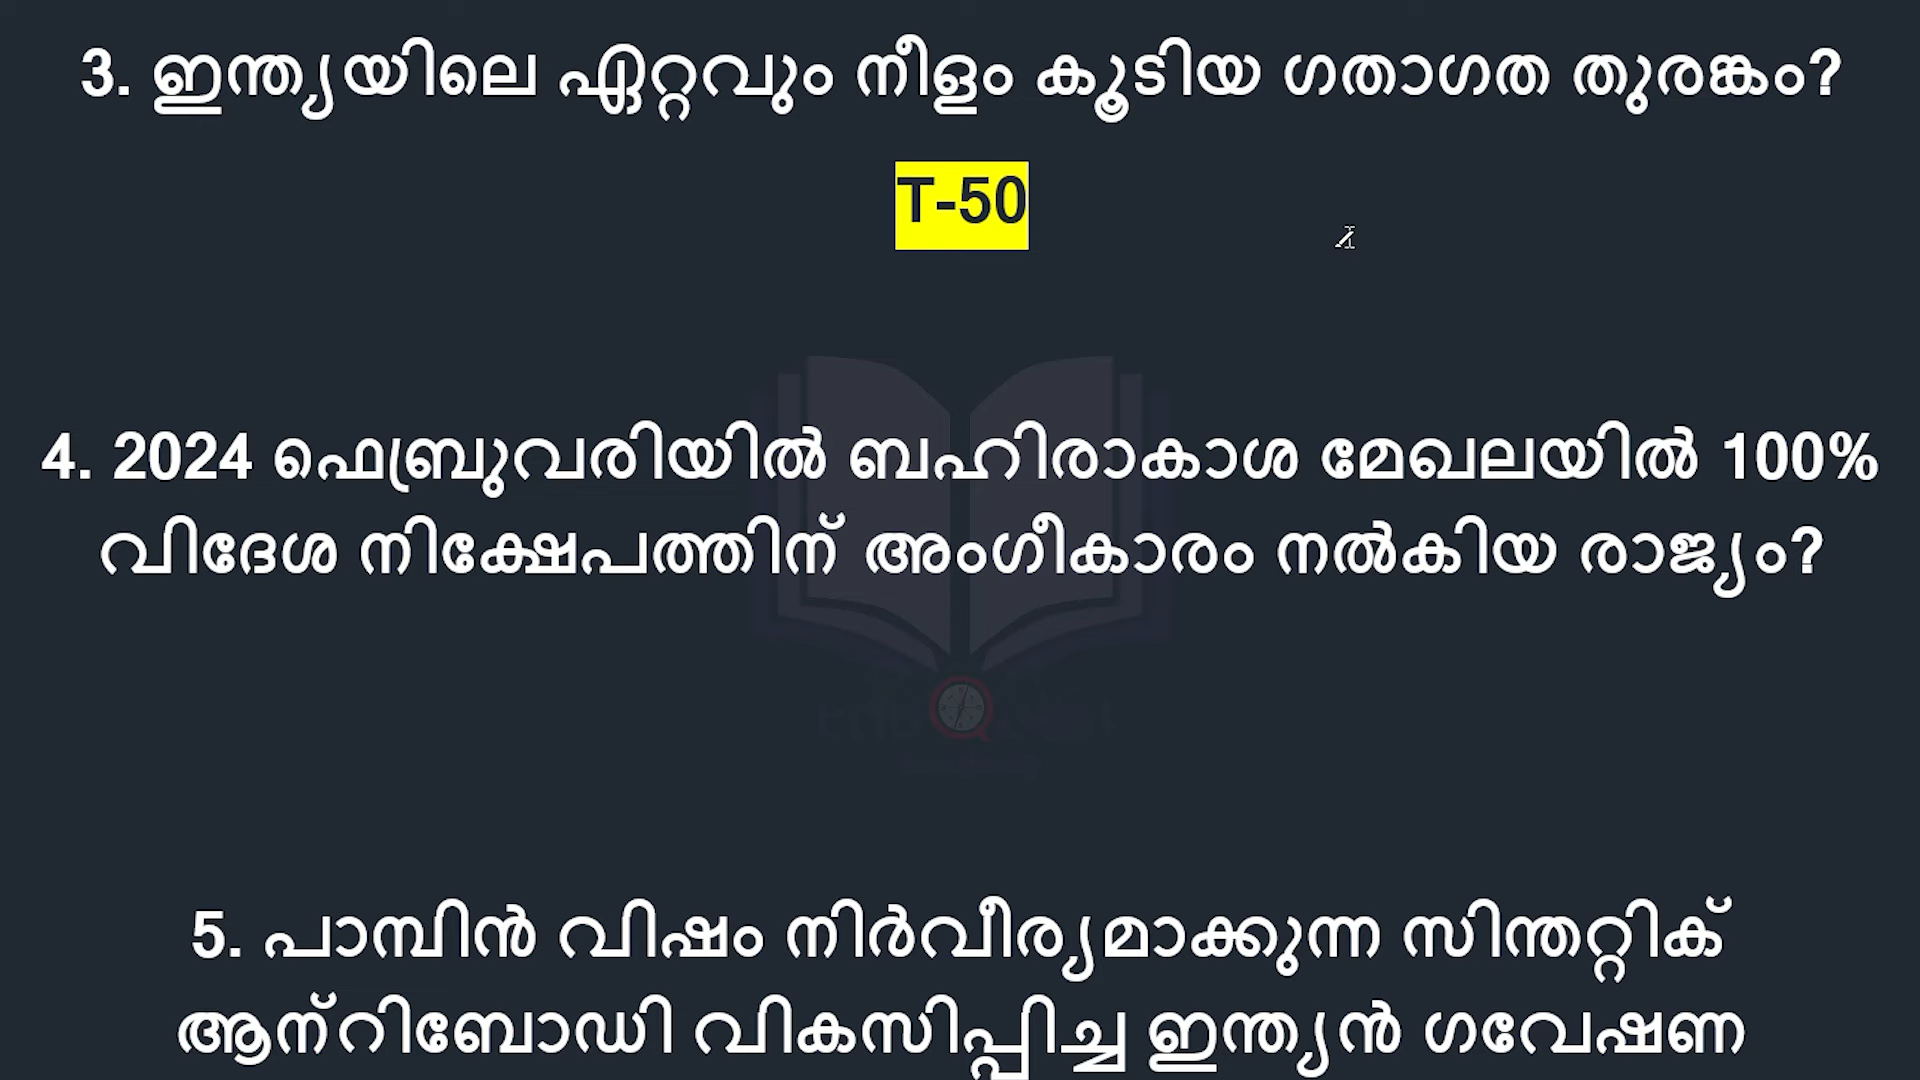 3. ഇന്ത്യയിലെ ഏറ്റവും നീളം കൂടിയ ഗതാഗത തുരങ്കം?
T-50
4. 2024 ഫെബ്രുവരിയിൽ ബഹിരാകാശ മേഖലയിൽ 100%
വിദേശ നിക്ഷേപത്തിന് അംഗീകാരം നൽകിയ രാജ്യം?
5. പാമ്പിൻ വിഷം നിർവീര്യമാക്കുന്ന സിന്തറ്റിക്
ആന്റിബോഡി വികസിപ്പിച്ച ഇന്ത്യൻ ഗവേഷണ